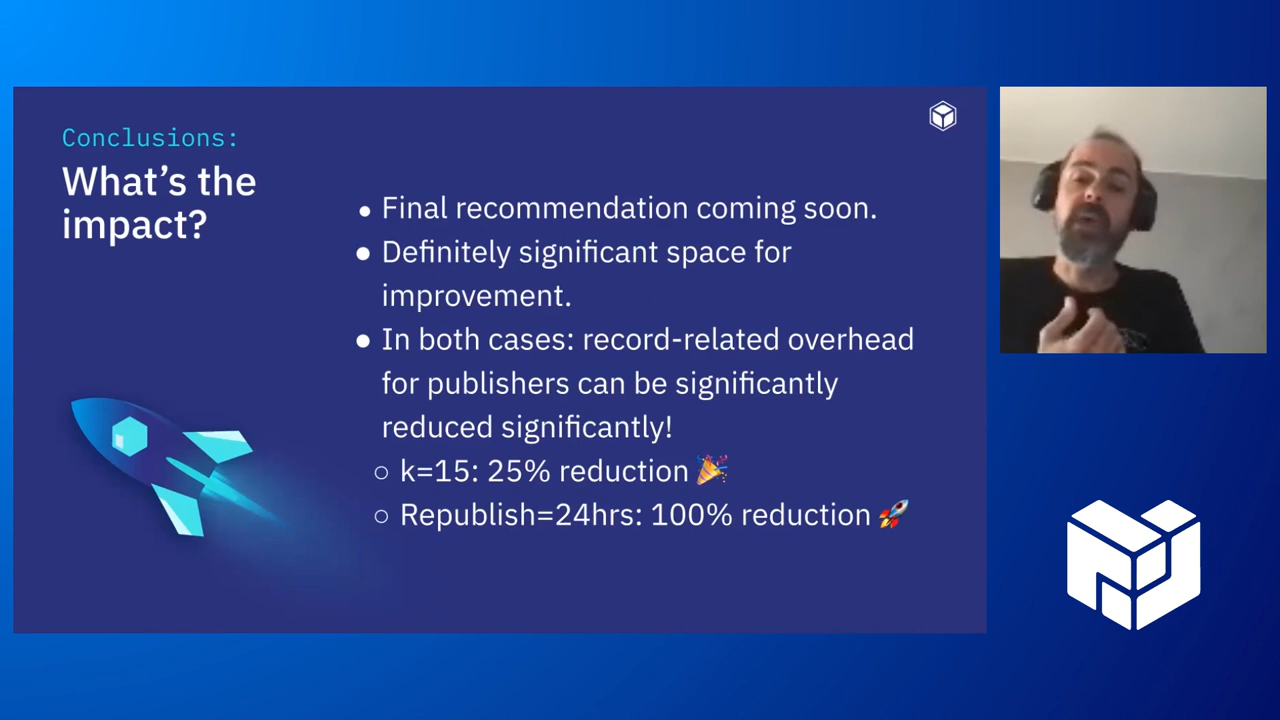 Conclusions:
What's the
impact?
● Final recommendation coming soon.
● Definitely significant space for
improvement.
● In both cases: record-related overhead
for publishers can be significantly
reduced significantly!
○ k=15: 25% reduction 🎉
○ Republish=24hrs: 100% reduction 🚀